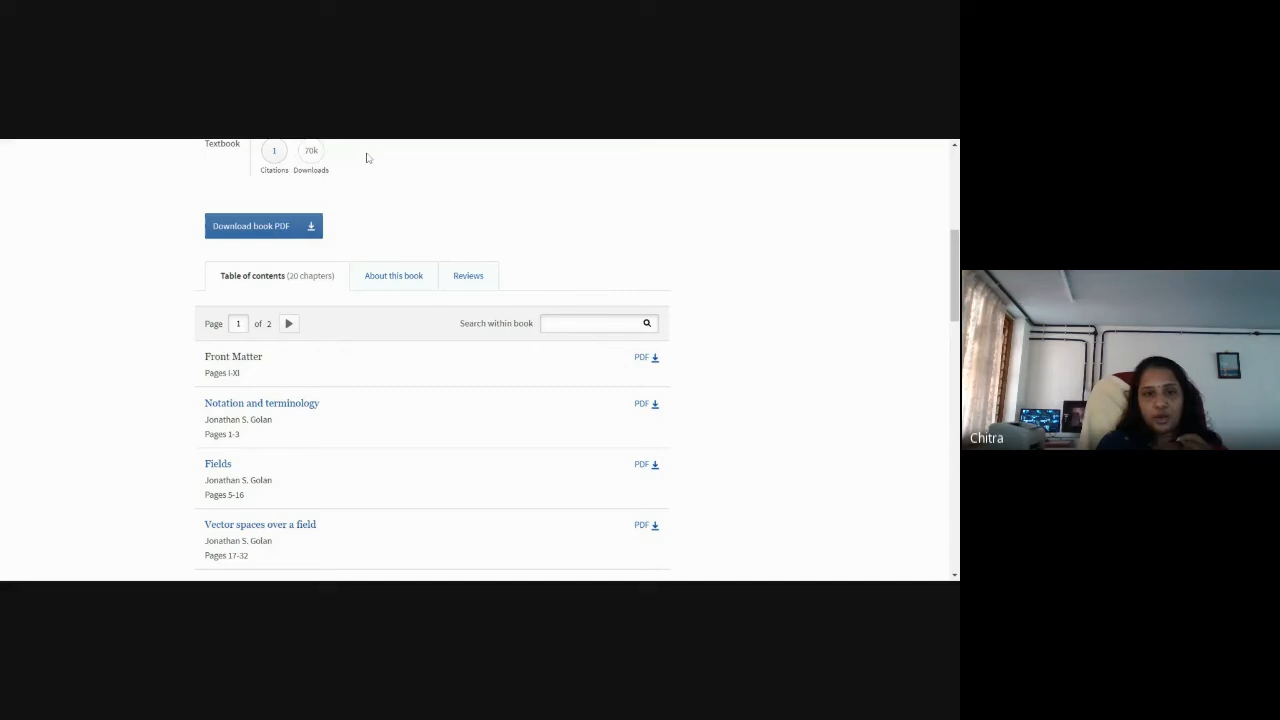 Textbook
1
70k
Citations
Downloads
Download book PDF
Table of contents (20 chapters)
About this book
Reviews
Page 1 of 2
Search within book
Front Matter
PDF
Pages I-XI
Notation and terminology
PDF
Jonathan S. Golan
Pages 1-3
Fields
PDF
Jonathan S. Golan
Pages 5-16
Vector spaces over a field
PDF
Jonathan S. Golan
Pages 17-32
Chitra